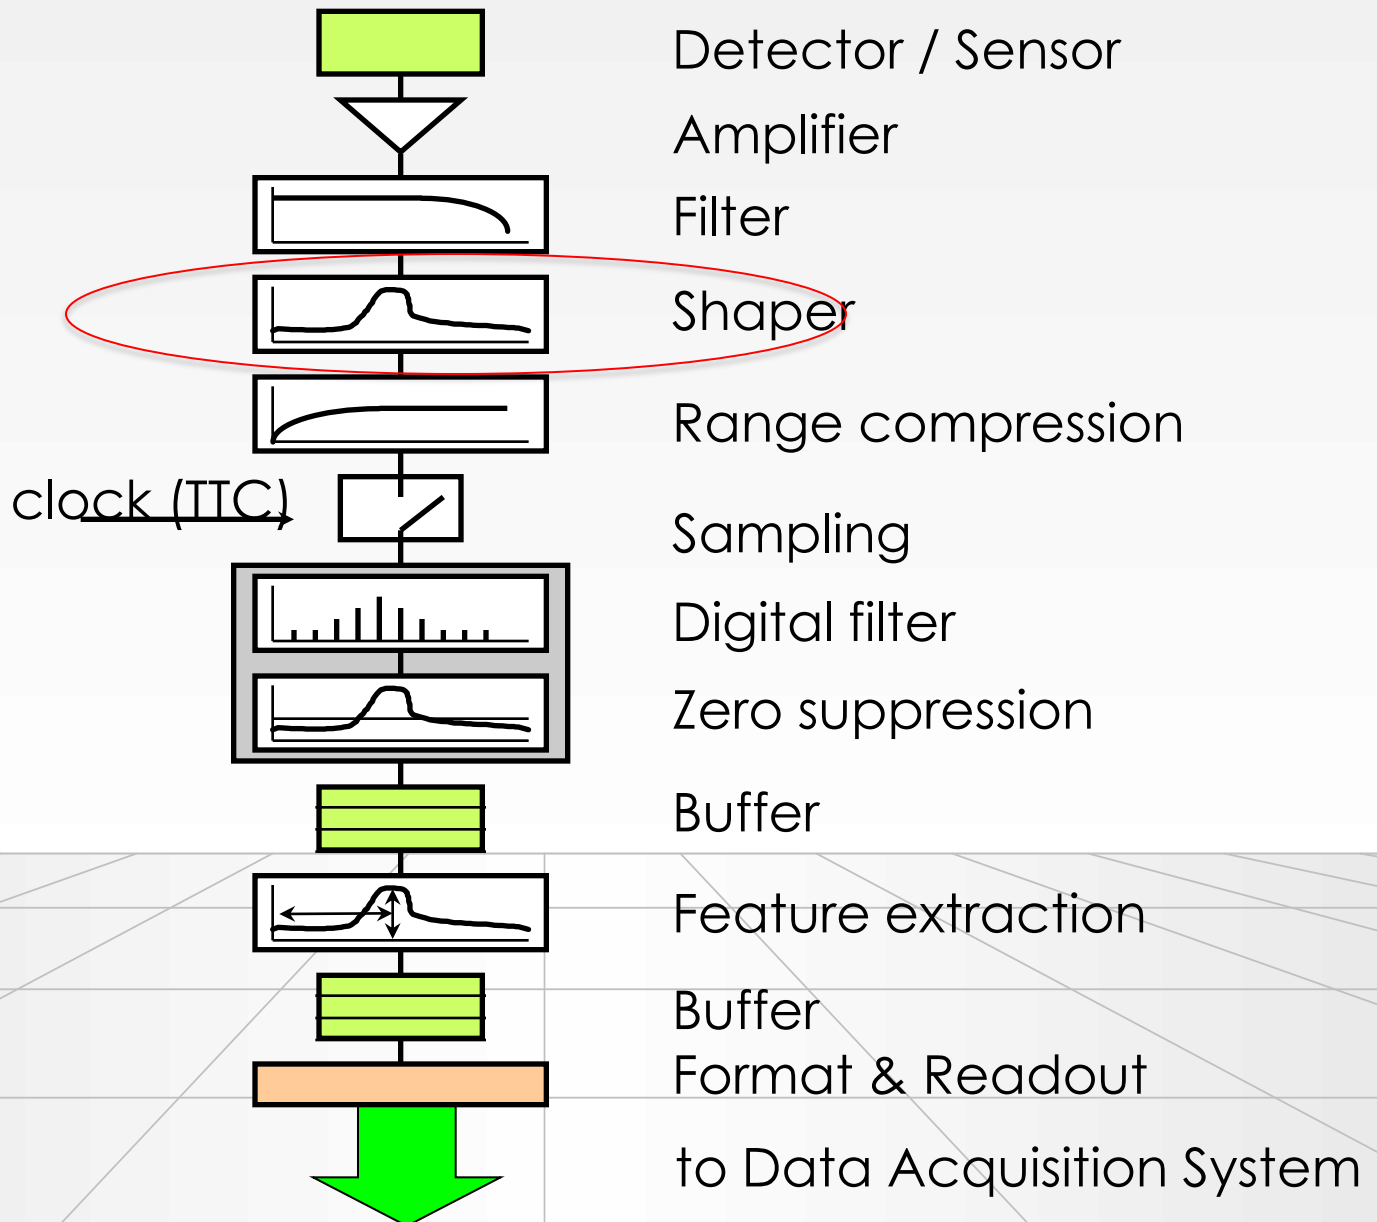 Detector / Sensor
Amplifier
Filter
Shaper
Range compression
clock (TTC)
Sampling
Digital filter
Zero suppression
Buffer
Feature extraction
Buffer
Format & Readout
to Data Acquisition System